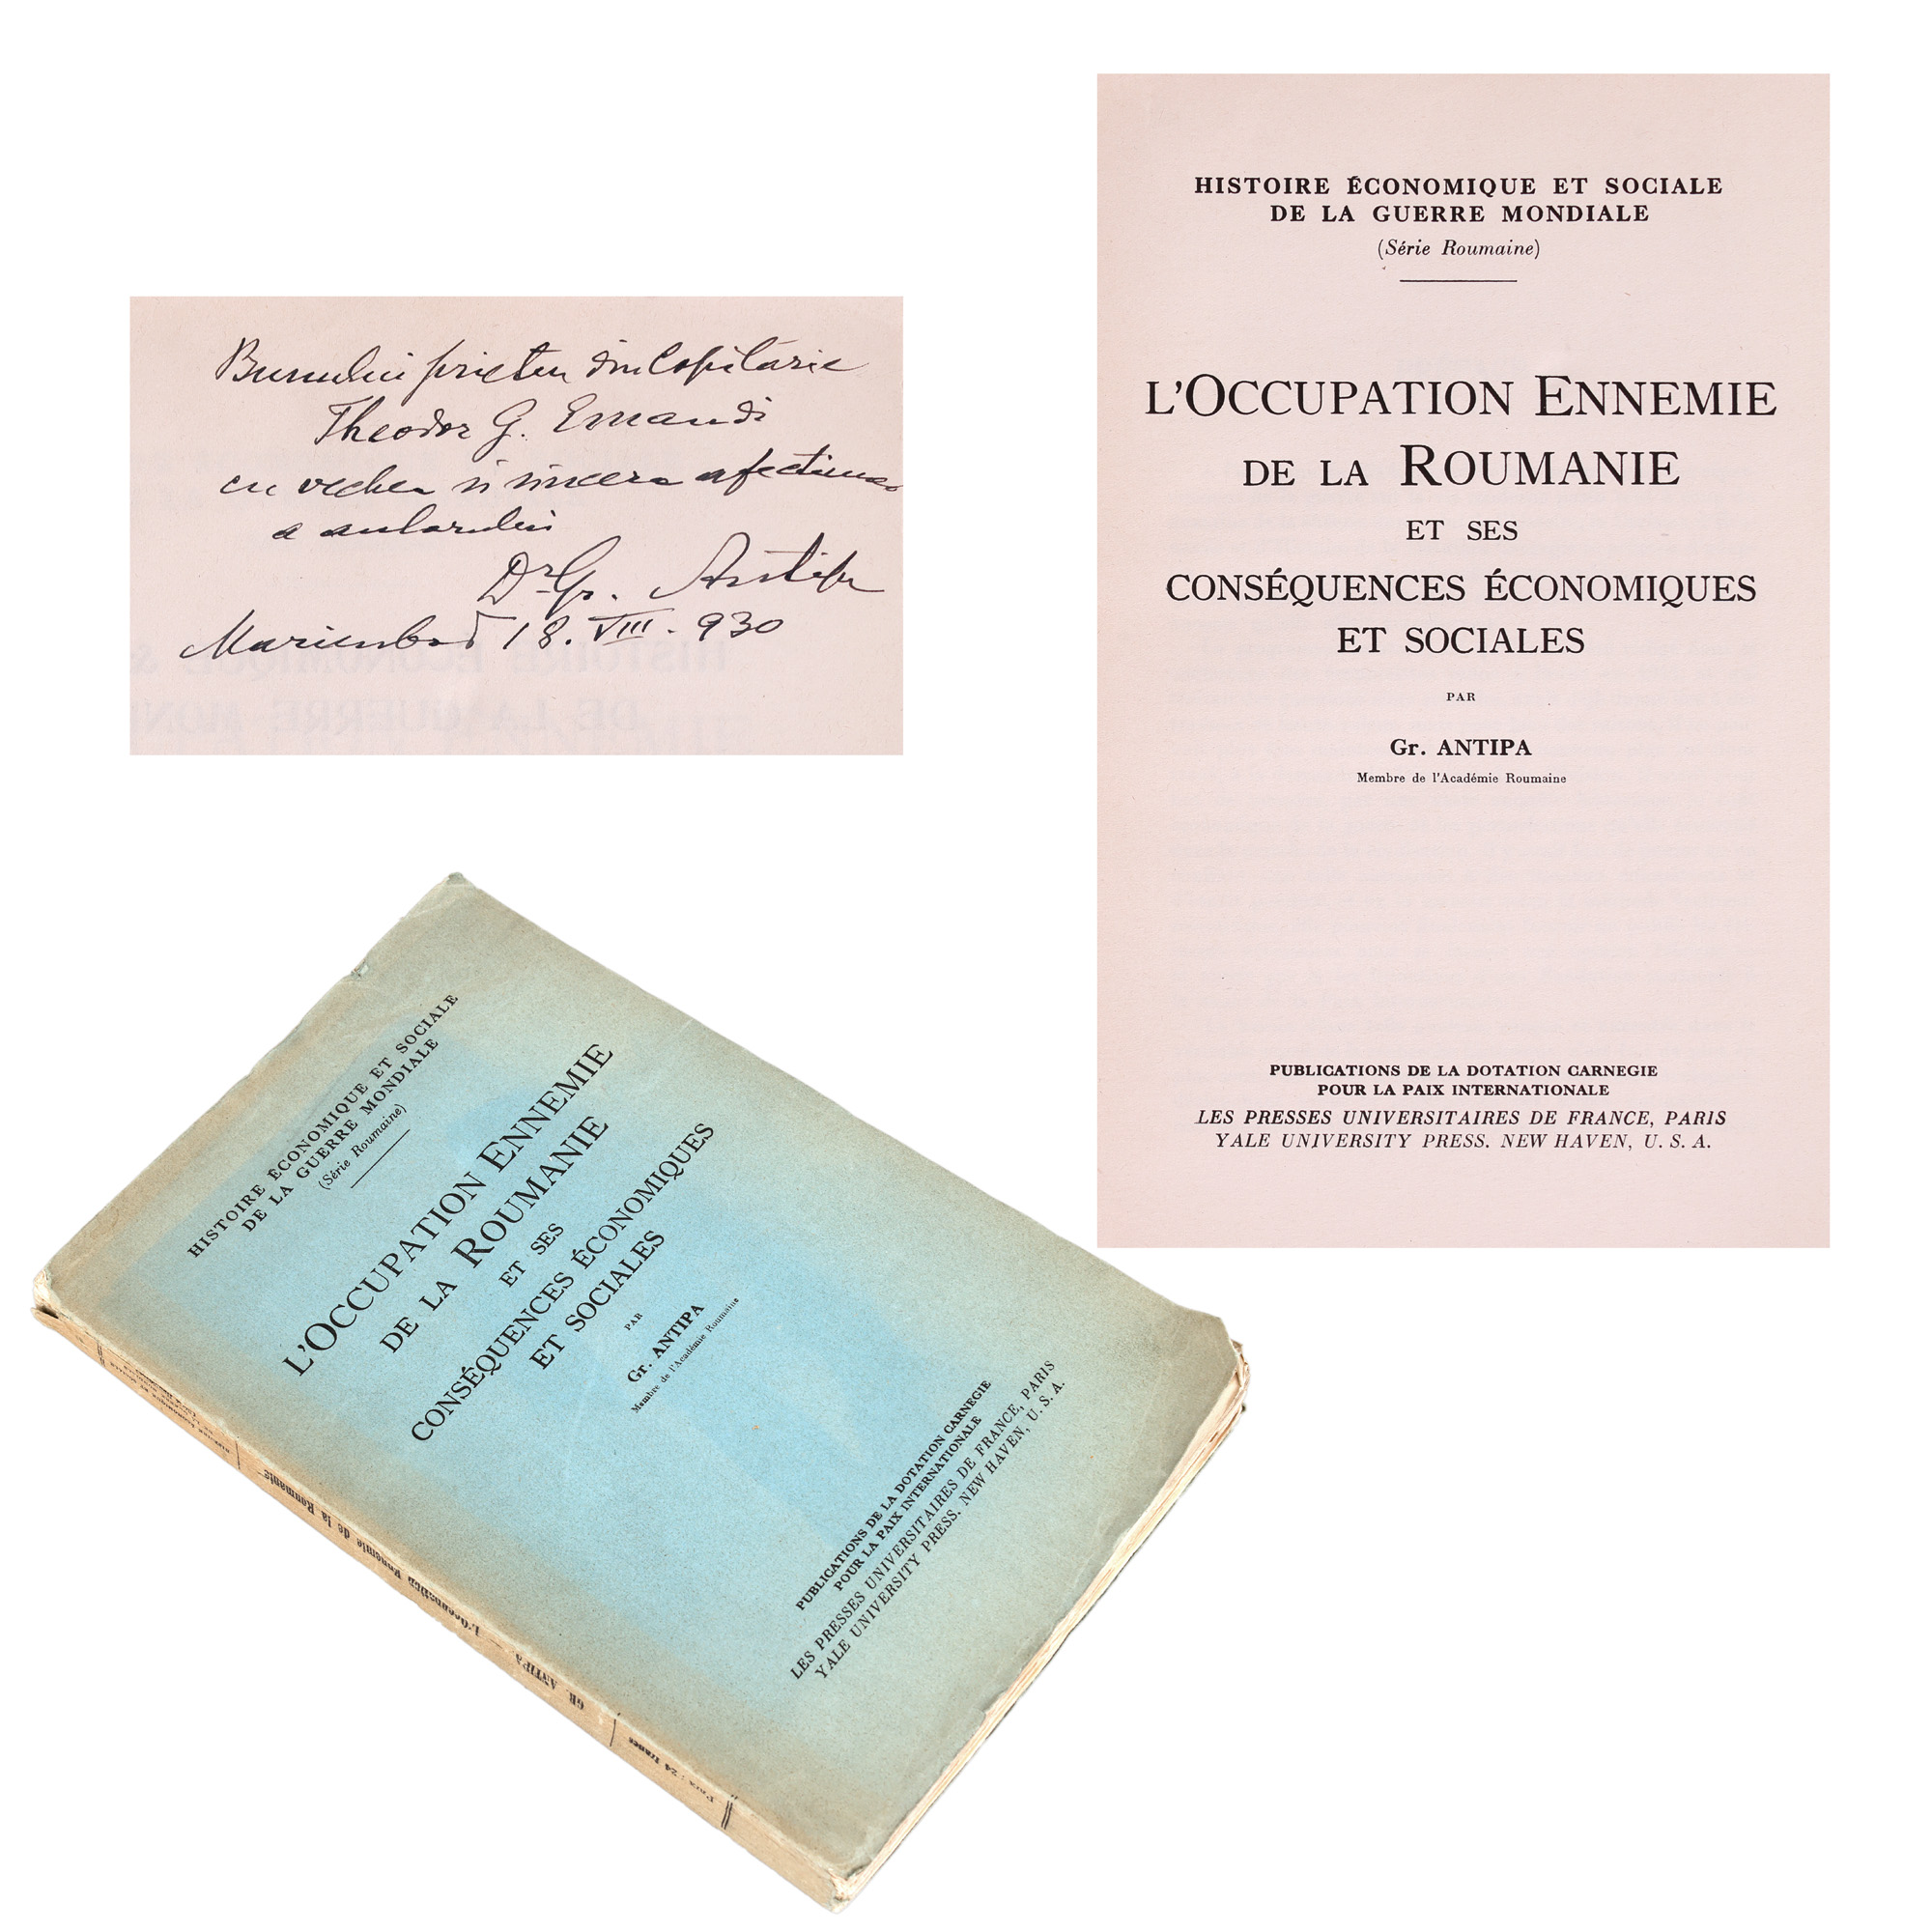 Bunului prieten din Copilărie
Theodor G. Emandi
cu vechea si sincera afectiune
a autorului
Dr Gr. Antipa
Marienbad 18. VIII. 930
HISTOIRE ÉCONOMIQUE ET SOCIALE
DE LA GUERRE MONDIALE
(Série Roumaine)
L'OCCUPATION ENNEMIE
DE LA ROUMANIE
ET SES
CONSÉQUENCES ÉCONOMIQUES
ET SOCIALES
PAR
Gr. ANTIPA
Membre de l'Académie Roumaine
PUBLICATIONS DE LA DOTATION CARNEGIE
POUR LA PAIX INTERNATIONALE
LES PRESSES UNIVERSITAIRES DE FRANCE, PARIS
YALE UNIVERSITY PRESS. NEW HAVEN, U. S. A.
HISTOIRE ÉCONOMIQUE ET SOCIALE
DE LA GUERRE MONDIALE
(Série Roumaine)
L'OCCUPATION ENNEMIE
DE LA ROUMANIE
ET SES
CONSÉQUENCES ÉCONOMIQUES
ET SOCIALES
PAR
Gr. ANTIPA
Membre de l'Académie Roumaine
PUBLICATIONS DE LA DOTATION CARNEGIE
POUR LA PAIX INTERNATIONALE
LES PRESSES UNIVERSITAIRES DE FRANCE, PARIS
YALE UNIVERSITY PRESS. NEW HAVEN, U. S. A.
GR. ANTIPA — L'Occupation Ennemie de la Roumanie
24 francs